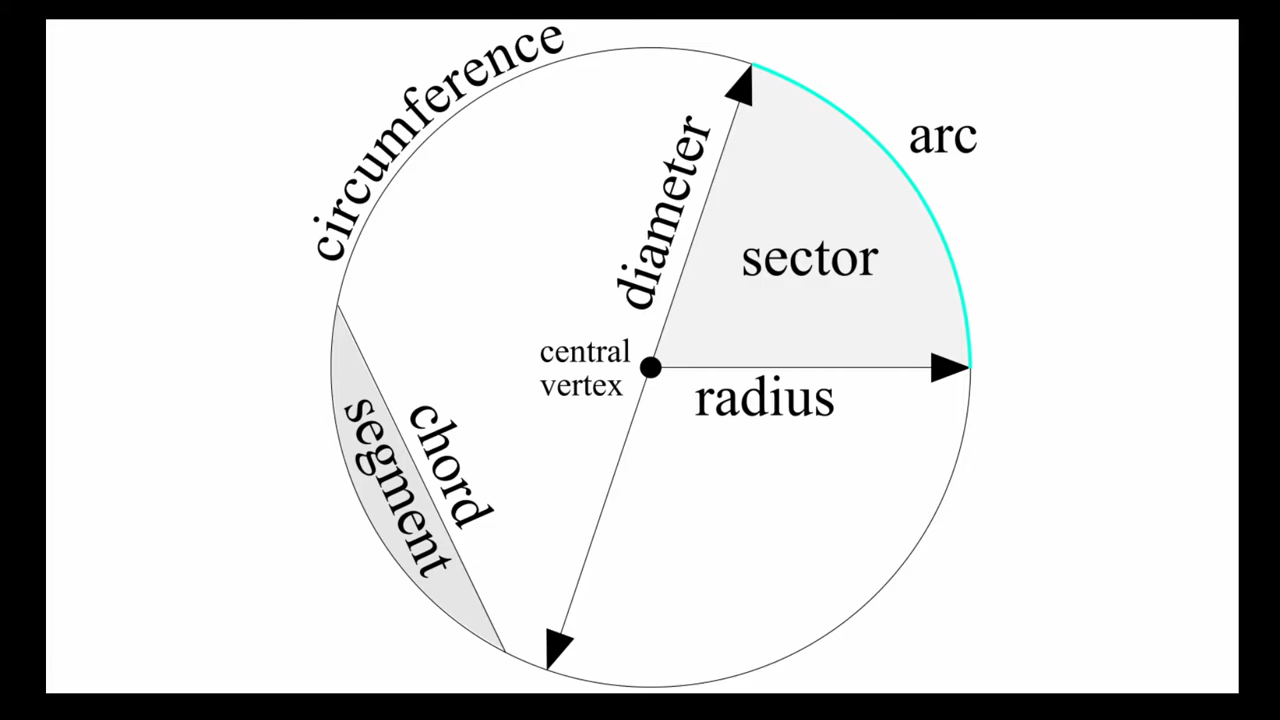 circumference
arc
diameter
sector
central
vertex
radius
chord
segment